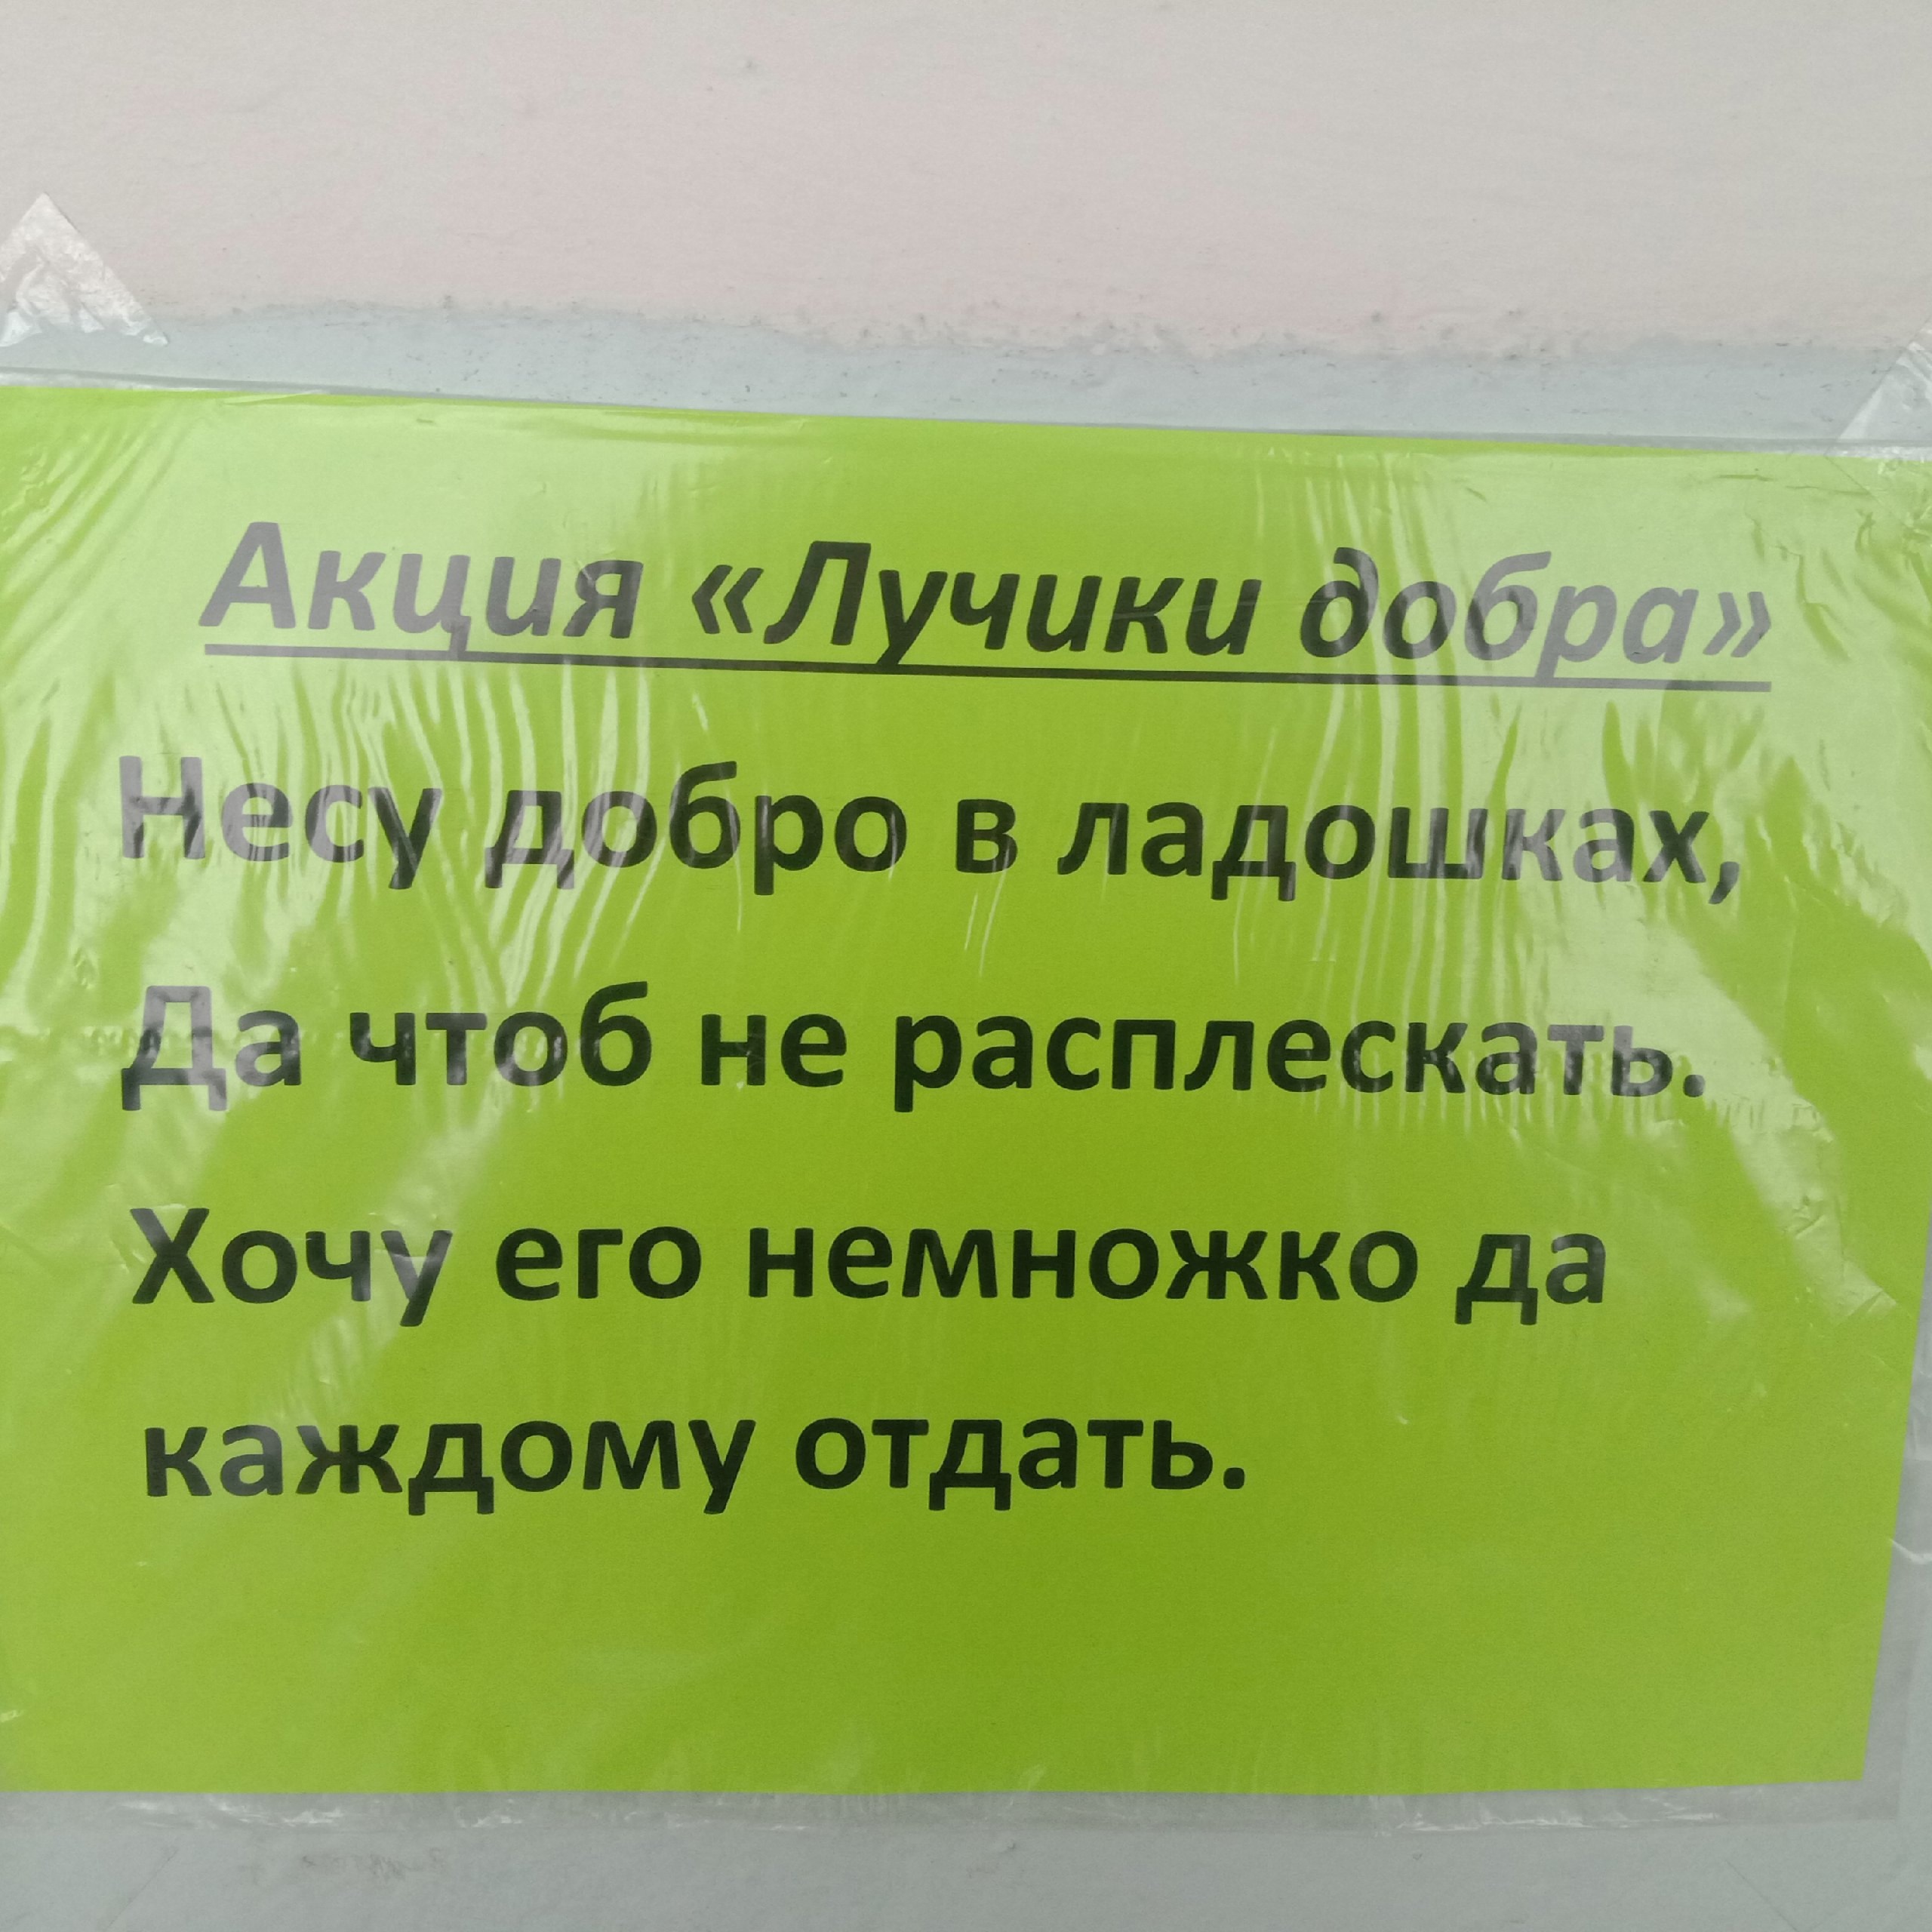 Акция «Лучики добра»
Несу добро в ладошках,
Да чтоб не расплескать.
Хочу его немножко да
каждому отдать.